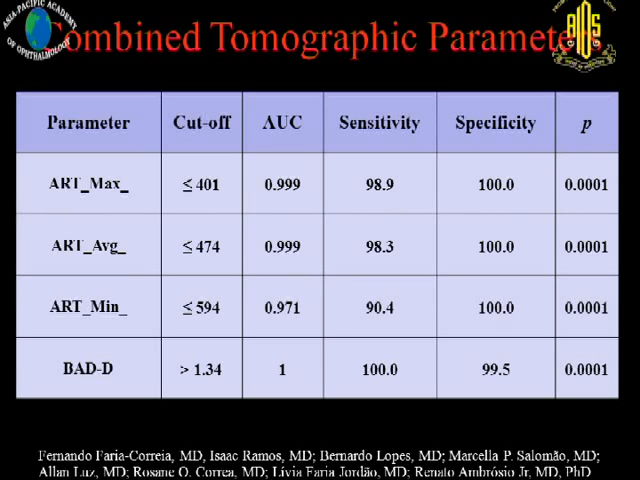 ASIA-PACIFIC ACADEMY
OF OPHTHALMOLOGY
AIOS
Combined Tomographic Parameters
Parameter Cut-off AUC Sensitivity Specificity p
ART_Max_ ≤ 401 0.999 98.9 100.0 0.0001
ART_Avg_ ≤ 474 0.999 98.3 100.0 0.0001
ART_Min_ ≤ 594 0.971 90.4 100.0 0.0001
BAD-D > 1.34 1 100.0 99.5 0.0001
Fernando Faria-Correia, MD, Isaac Ramos, MD; Bernardo Lopes, MD; Marcella P. Salomão, MD;
Allan Luz, MD; Rosane O. Correa, MD; Lívia Faria Jordão, MD; Renato Ambrósio Jr, MD, PhD